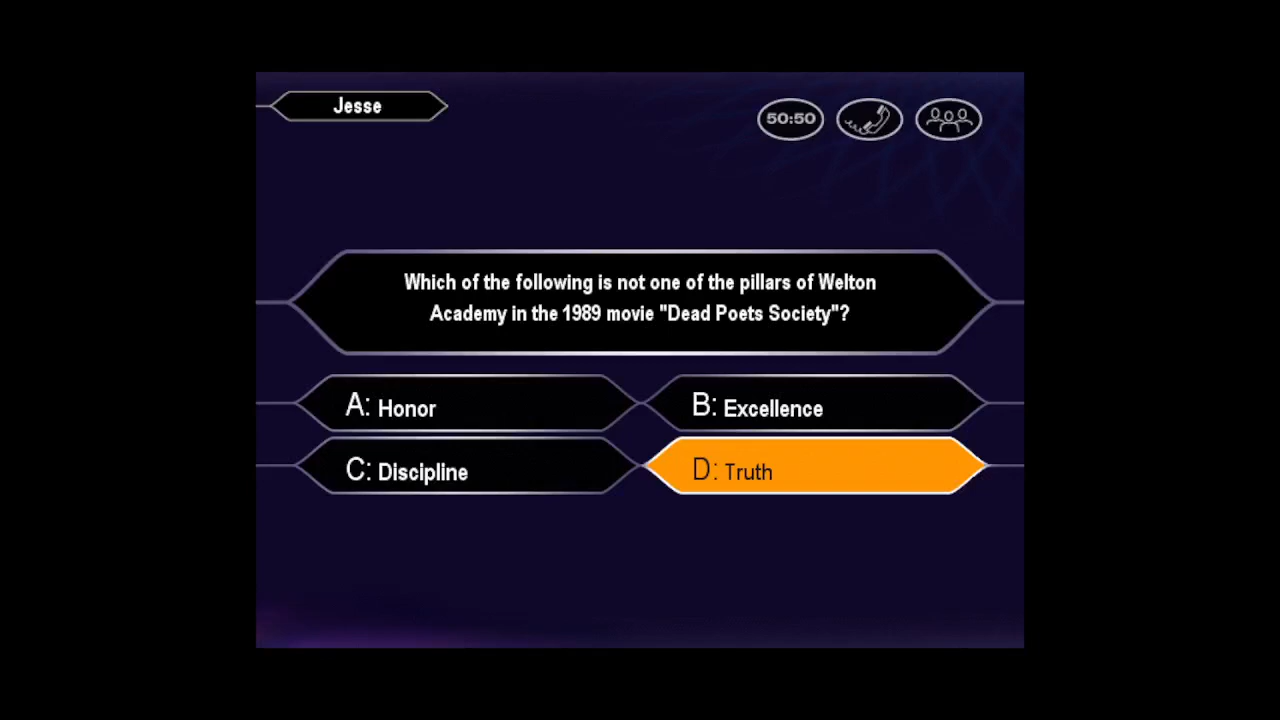 Jesse
50:50
Which of the following is not one of the pillars of Welton
Academy in the 1989 movie "Dead Poets Society"?
A: Honor
B: Excellence
C: Discipline
D: Truth